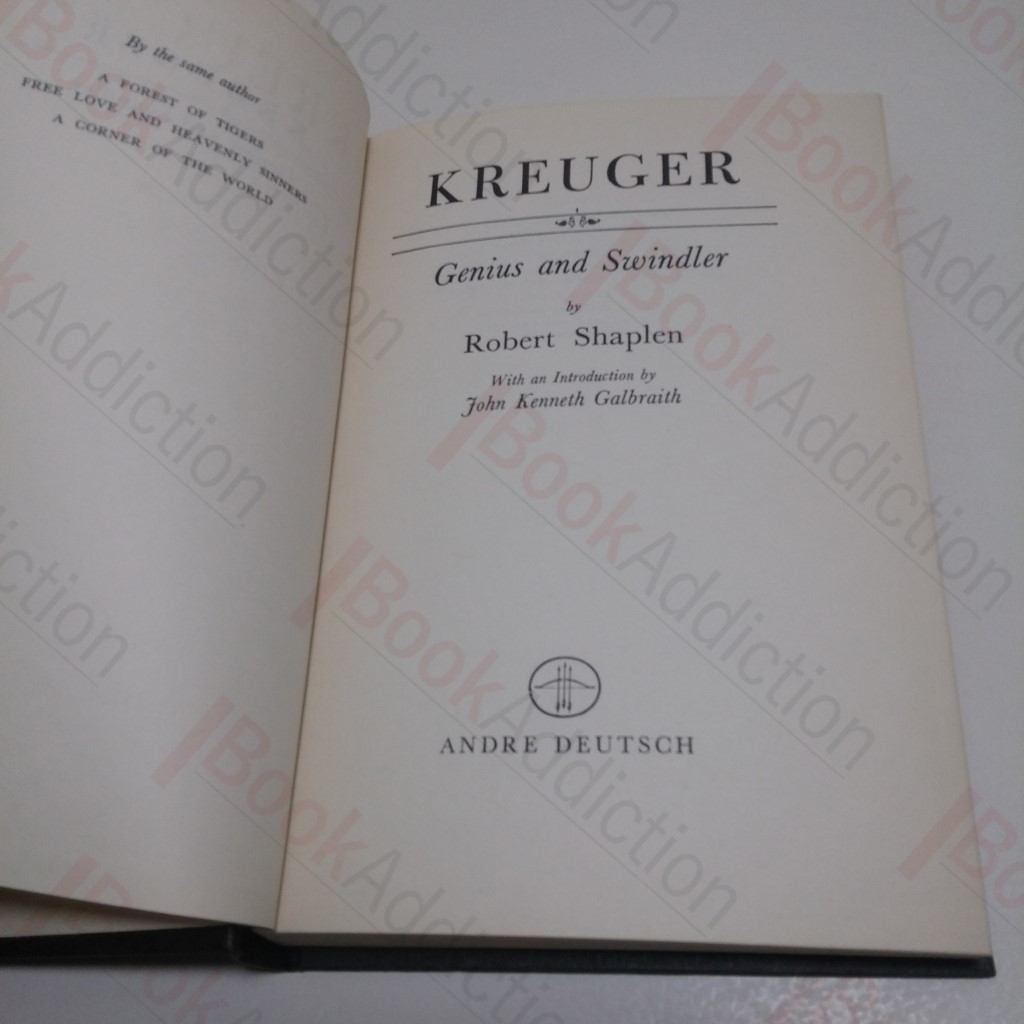 By the same author
A FOREST OF TIGERS
FREE LOVE AND HEAVENLY SINNERS
A CORNER OF THE WORLD
KREUGER
Genius and Swindler
by
Robert Shaplen
With an Introduction by
John Kenneth Galbraith
ANDRE DEUTSCH
BookAddiction